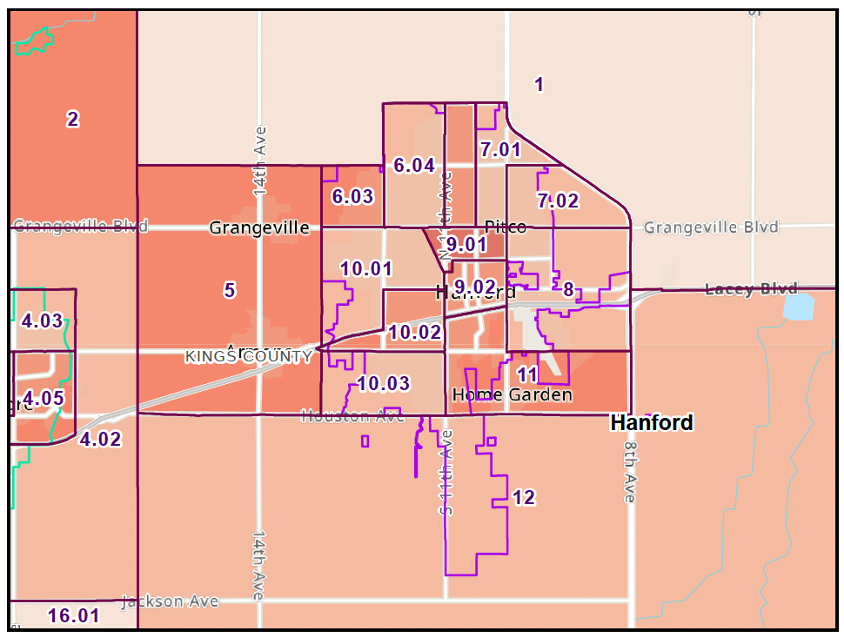 1
2
14th Ave
6.04
7.01
6.03
7.02
N 11th Ave
Grangeville Blvd
Grangeville
Pitco
Grangeville Blvd
9.01
10.01
5
9.02
8
Hanford
Lacey Blvd
4.03
10.02
KINGS COUNTY
11
10.03
4.05
Home Garden
Houston Ave
Hanford
4.02
8th Ave
S 11th Ave
12
14th Ave
Jackson Ave
16.01